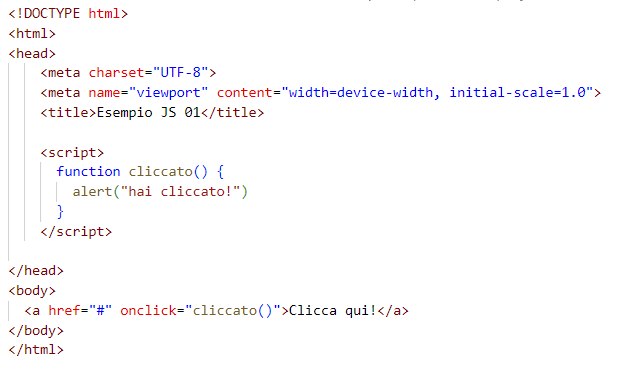 <!DOCTYPE html>
<html>
<head>
<meta charset="UTF-8">
<meta name="viewport" content="width=device-width, initial-scale=1.0">
<title>Esempio JS 01</title>
<script>
function cliccato() {
alert("hai cliccato!")
}
</script>
</head>
<body>
<a href="#" onclick="cliccato()">Clicca qui!</a>
</body>
</html>